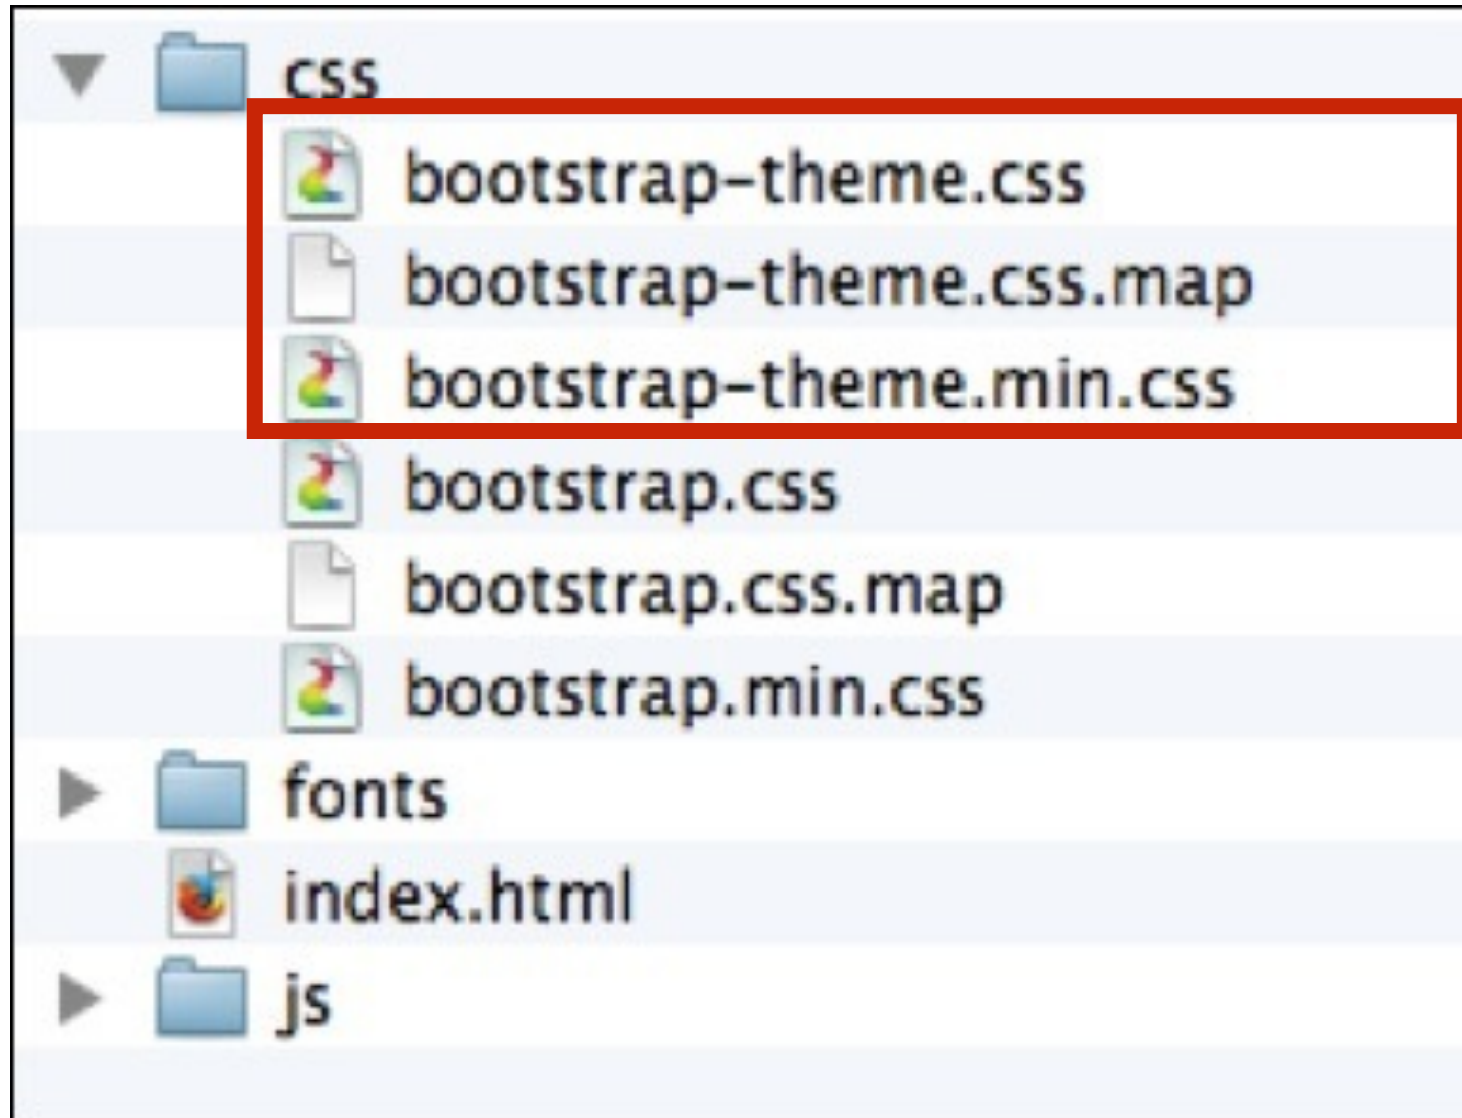 css
bootstrap-theme.css
bootstrap-theme.css.map
bootstrap-theme.min.css
bootstrap.css
bootstrap.css.map
bootstrap.min.css
fonts
index.html
js